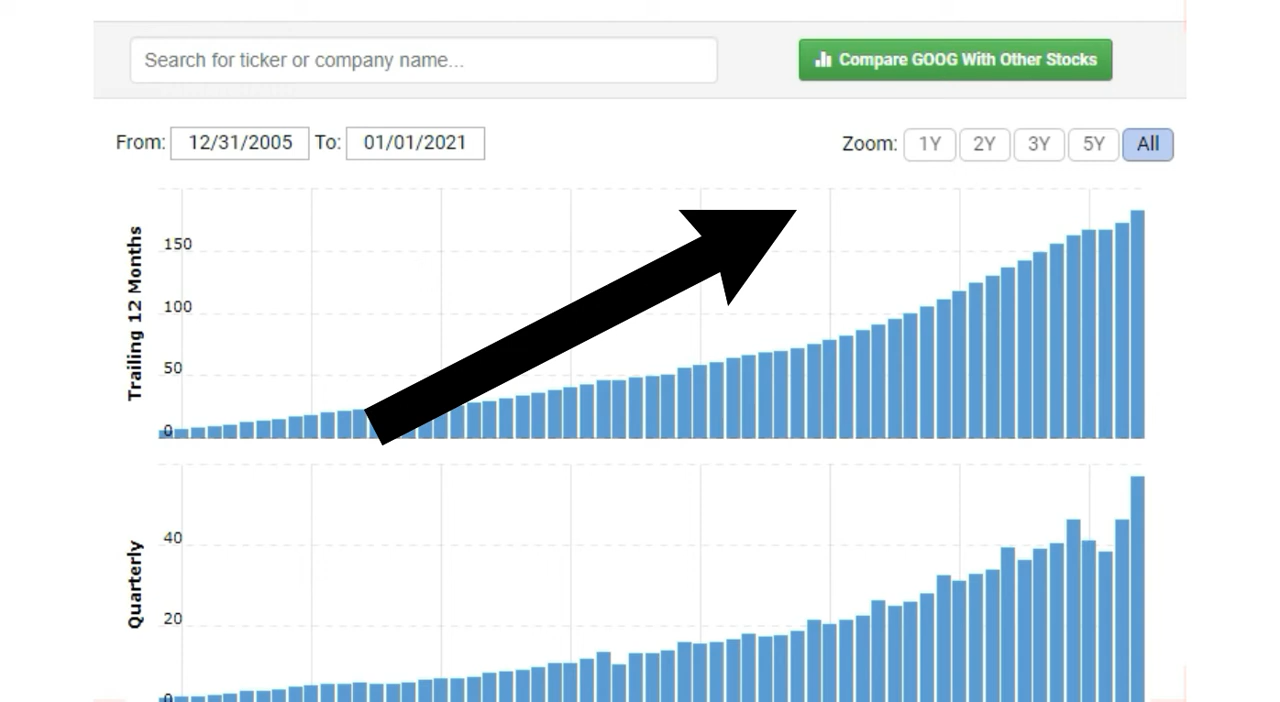 Search for ticker or company name...
Compare GOOG With Other Stocks
From: 12/31/2005 To: 01/01/2021
Zoom: 1Y 2Y 3Y 5Y All
Trailing 12 Months
150
100
50
0
Quarterly
40
20
0